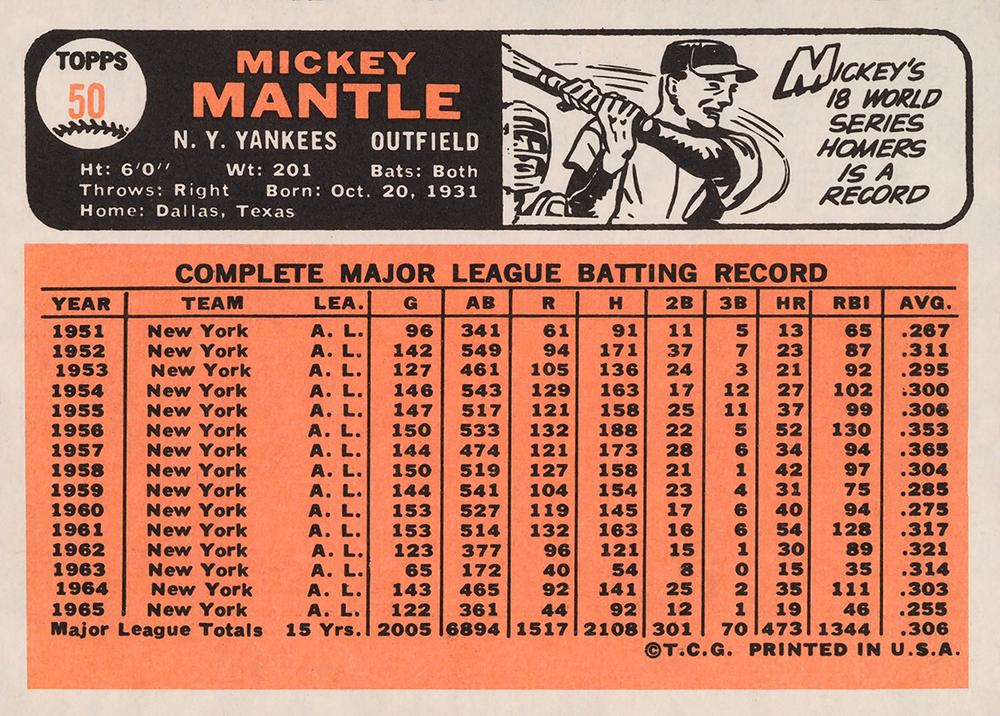 TOPPS
50
MICKEY
MANTLE
N. Y. YANKEES OUTFIELD
Ht: 6'0'' Wt: 201 Bats: Both
Throws: Right Born: Oct. 20, 1931
Home: Dallas, Texas
MICKEY'S
18 WORLD
SERIES
HOMERS
IS A
RECORD
COMPLETE MAJOR LEAGUE BATTING RECORD
YEAR TEAM LEA. G AB R H 2B 3B HR RBI AVG.
1951 New York A. L. 96 341 61 91 11 5 13 65 .267
1952 New York A. L. 142 549 94 171 37 7 23 87 .311
1953 New York A. L. 127 461 105 136 24 3 21 92 .295
1954 New York A. L. 146 543 129 163 17 12 27 102 .300
1955 New York A. L. 147 517 121 158 25 11 37 99 .306
1956 New York A. L. 150 533 132 188 22 5 52 130 .353
1957 New York A. L. 144 474 121 173 28 6 34 94 .365
1958 New York A. L. 150 519 127 158 21 1 42 97 .304
1959 New York A. L. 144 541 104 154 23 4 31 75 .285
1960 New York A. L. 153 527 119 145 17 6 40 94 .275
1961 New York A. L. 153 514 132 163 16 6 54 128 .317
1962 New York A. L. 123 377 96 121 15 1 30 89 .321
1963 New York A. L. 65 172 40 54 8 0 15 35 .314
1964 New York A. L. 143 465 92 141 25 2 35 111 .303
1965 New York A. L. 122 361 44 92 12 1 19 46 .255
Major League Totals 15 Yrs. 2005 6894 1517 2108 301 70 473 1344 .306
©T.C.G. PRINTED IN U.S.A.